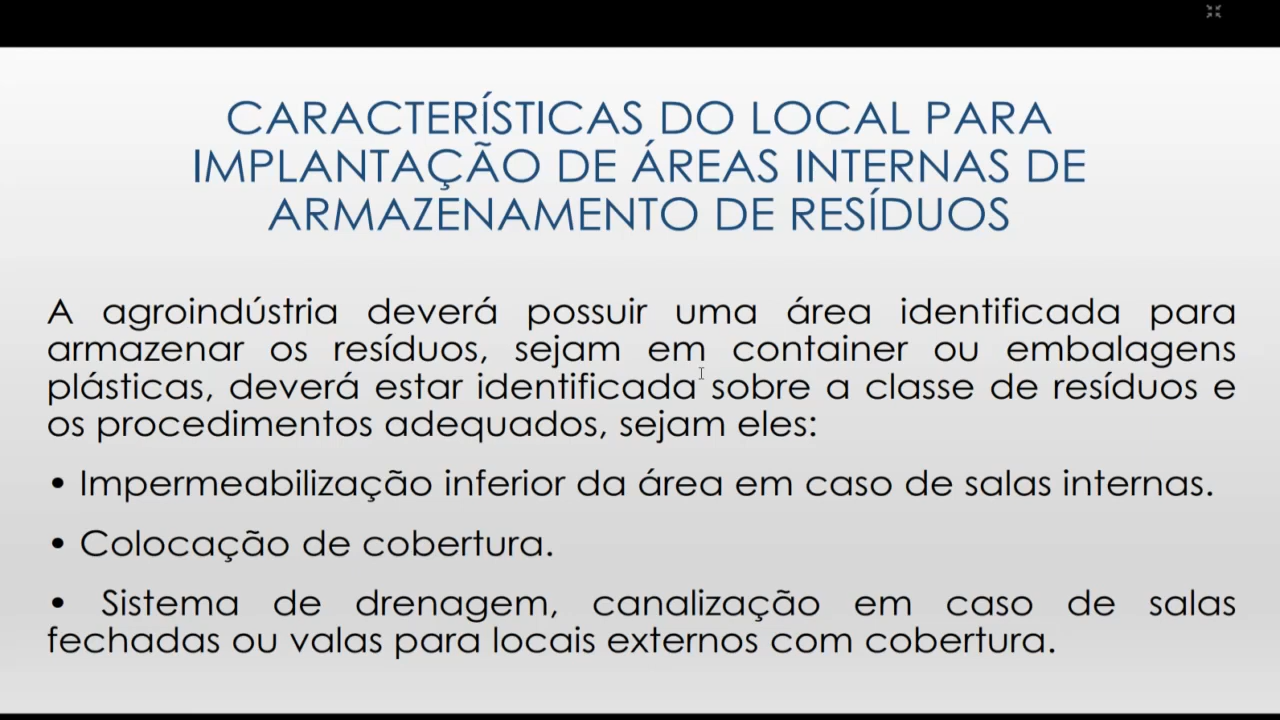 CARACTERÍSTICAS DO LOCAL PARA
IMPLANTAÇÃO DE ÁREAS INTERNAS DE
ARMAZENAMENTO DE RESÍDUOS
A agroindústria deverá possuir uma área identificada para
armazenar os resíduos, sejam em container ou embalagens
plásticas, deverá estar identificada sobre a classe de resíduos e
os procedimentos adequados, sejam eles:
• Impermeabilização inferior da área em caso de salas internas.
• Colocação de cobertura.
• Sistema de drenagem, canalização em caso de salas
fechadas ou valas para locais externos com cobertura.